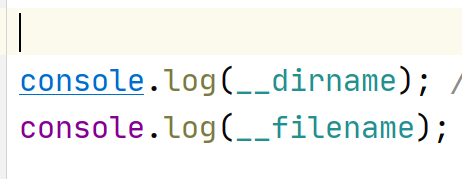 console.log(__dirname); /
console.log(__filename);